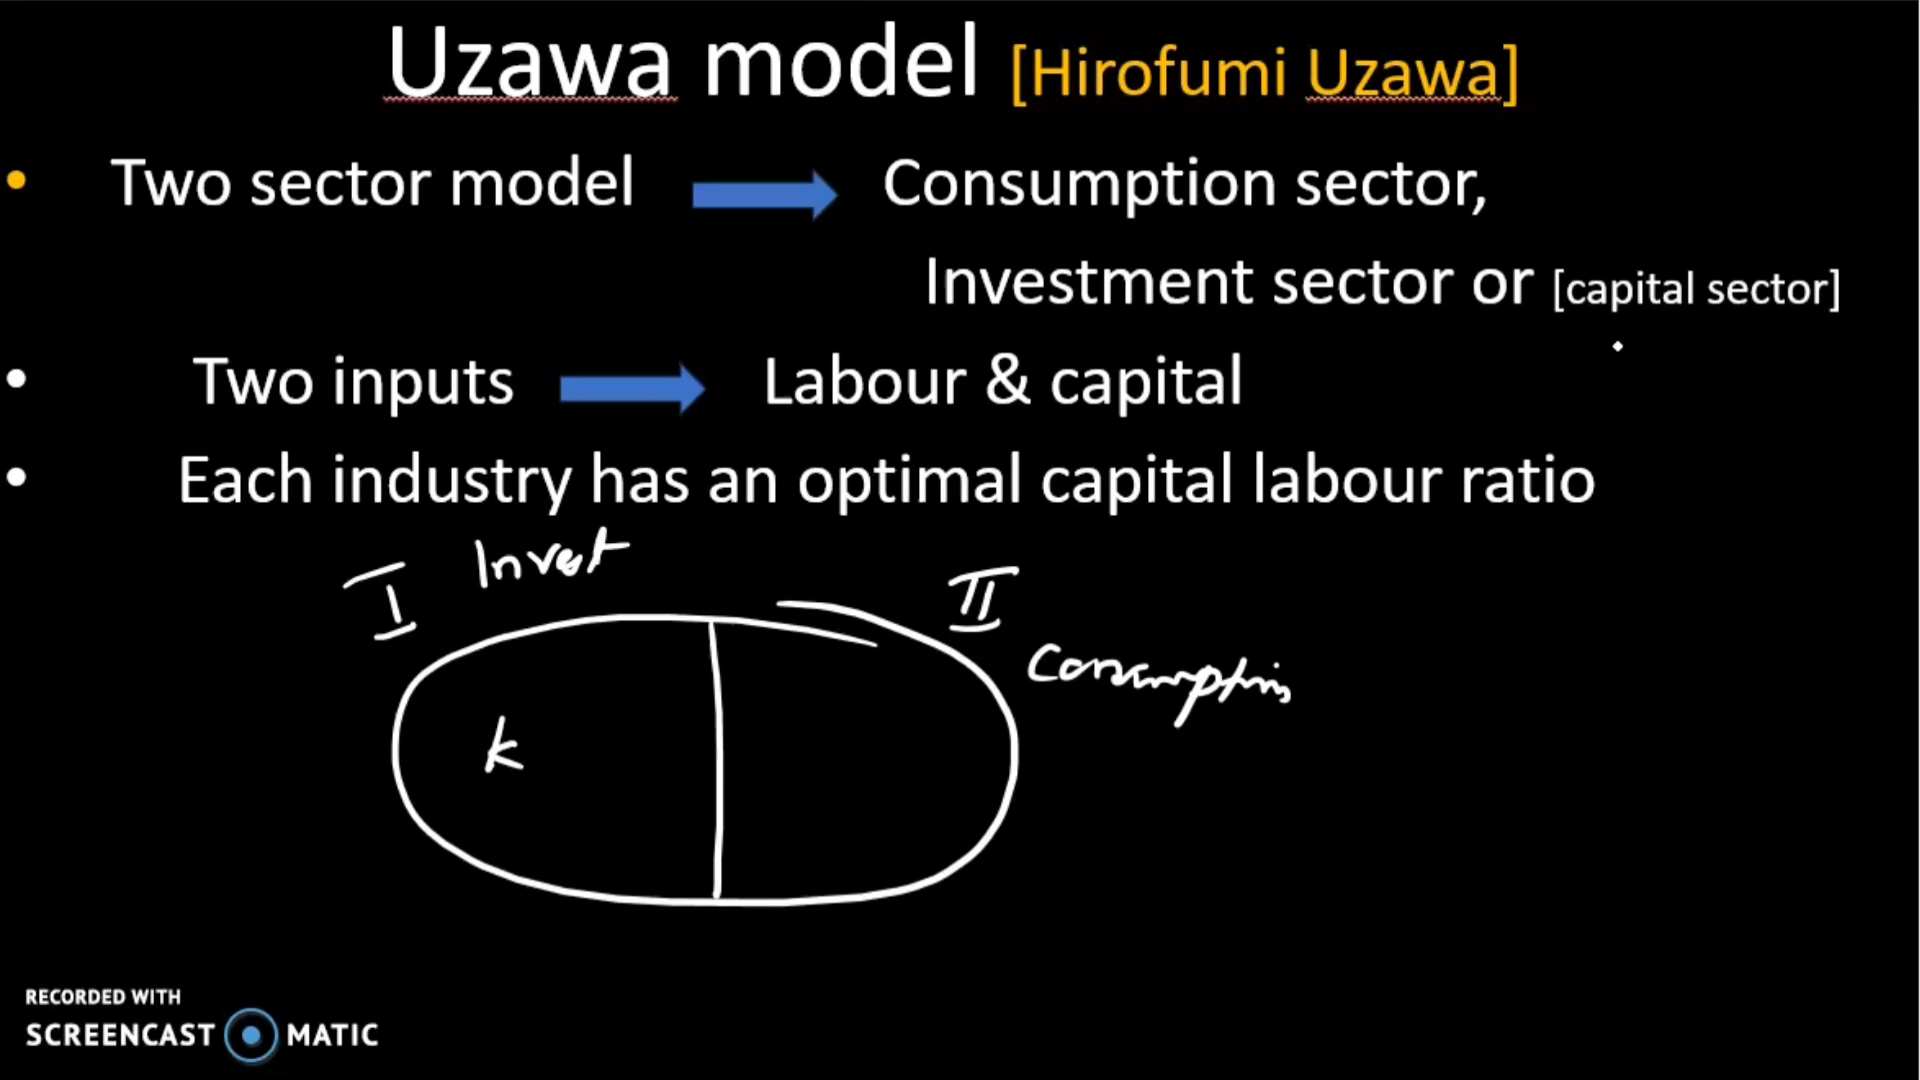 Uzawa model [Hirofumi Uzawa]
• Two sector model Consumption sector,
Investment sector or [capital sector]
• Two inputs Labour & capital
• Each industry has an optimal capital labour ratio
I Invest
II
Consumption
k
RECORDED WITH
SCREENCAST MATIC